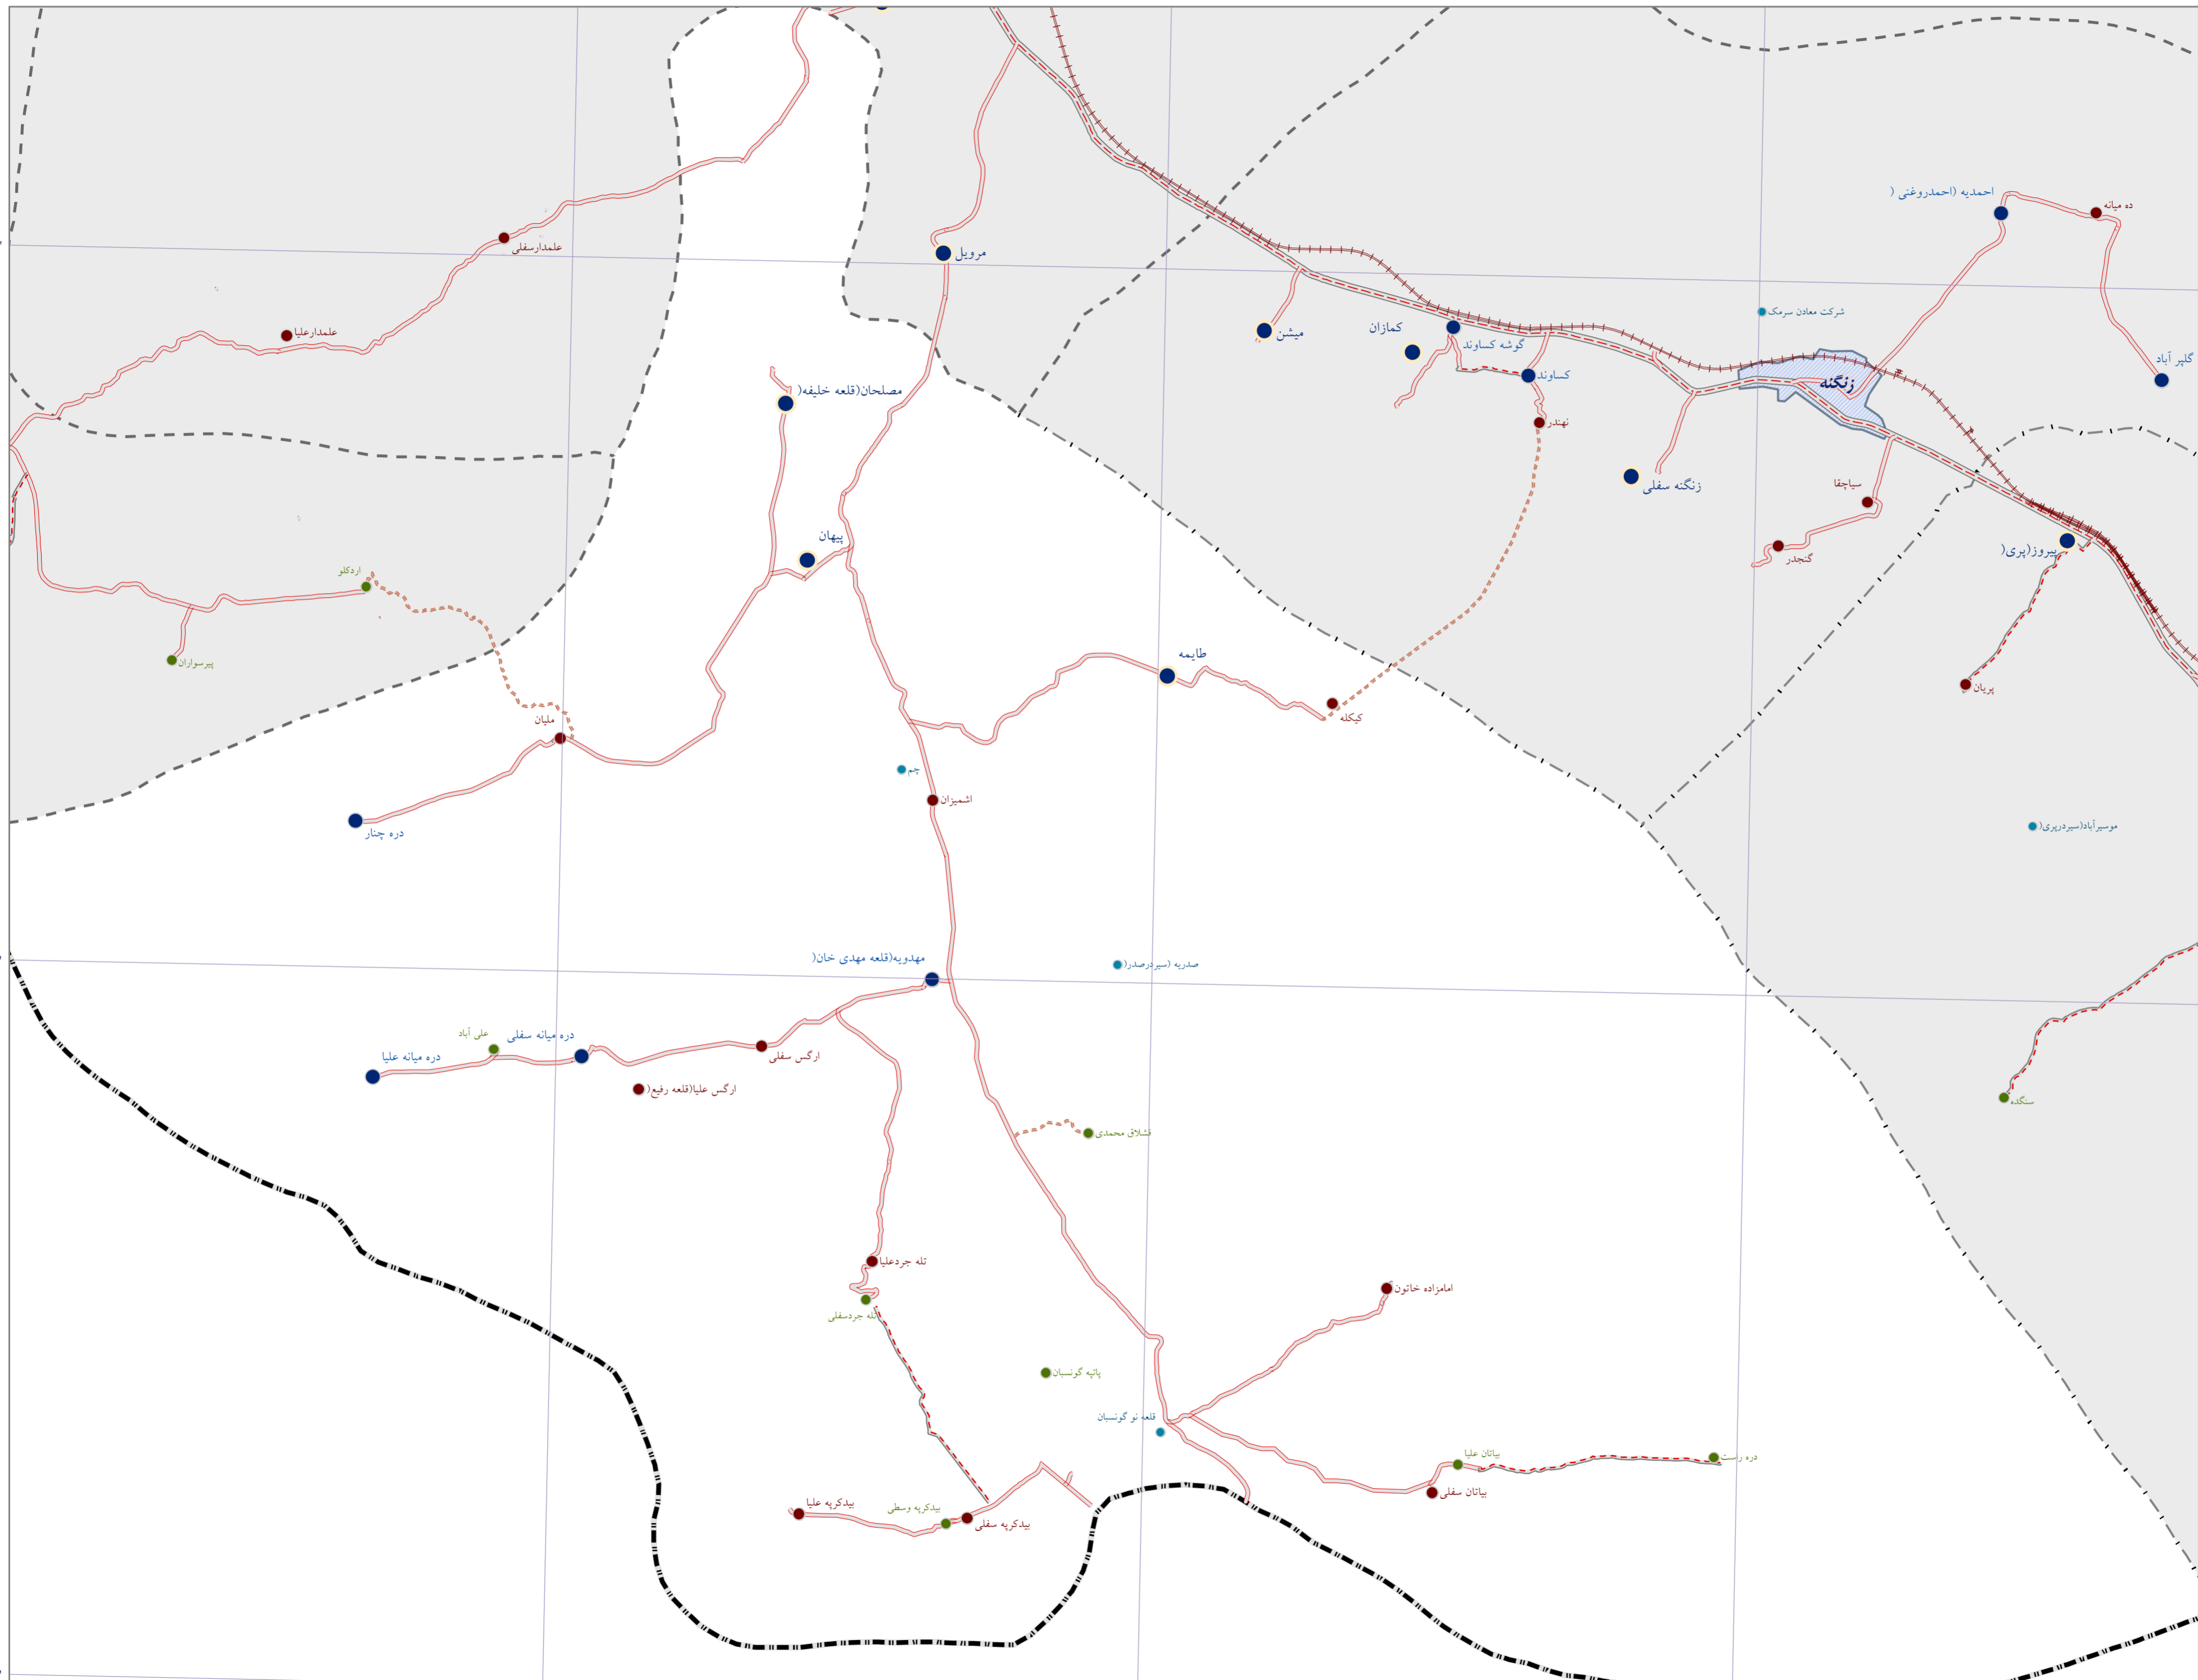 احمدیه (احمدروغنی (
ده میانه
علمدارسفلی
مرویل
شرکت معادن سرمک
علمدارعلیا
میشن
کمازان
گوشه کساوند
کساوند
گلپر آباد
زنگنه
مصلحان(قلعه خلیفه(
نهندر
زنگنه سفلی
سیاچقا
پیهان
پیروز(پری(
گنجدر
اردکلو
پیرسواران
طایمه
پریان
کیکله
ملیان
چم
اشمیزان
دره چنار
موسیرآباد(سیردرپری(
مهدویه(قلعه مهدی خان(
صدریه (سیردرصدر(
علی آباد
دره میانه سفلی
دره میانه علیا
ارگس سفلی
ارگس علیا(قلعه رفیع(
سنگده
قشلاق محمدی
تله جردعلیا
امامزاده خاتون
تله جردسفلی
پاتپه گونسبان
قلعه نو گونسبان
بیاتان علیا
دره راست
بیاتان سفلی
بیدکرپه علیا
بیدکرپه وسطی
بیدکرپه سفلی